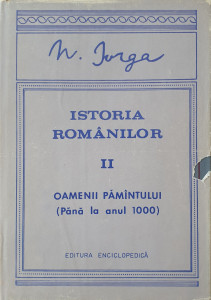 N. Iorga
ISTORIA
ROMÂNILOR
II
OAMENII PĂMÎNTULUI
(Până la anul 1000)
EDITURA ENCICLOPEDICĂ